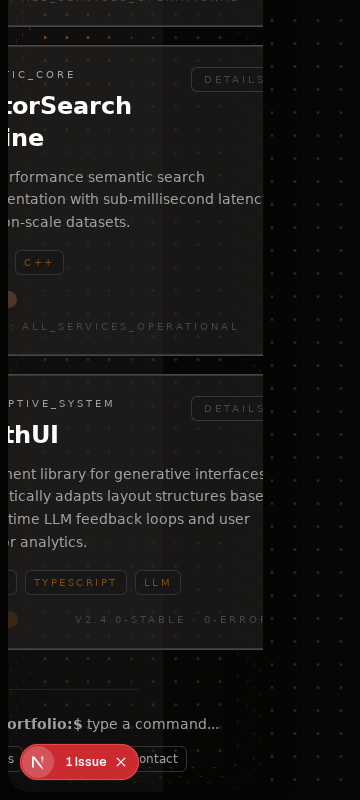 ALL_SERVICES_OPERATIONAL
TIC_CORE
DETAILS
torSearch
ine
erformance semantic search
entation with sub-millisecond latenc
on-scale datasets.
C++
: ALL_SERVICES_OPERATIONAL
PTIVE_SYSTEM
DETAILS
thUI
nent library for generative interfaces
tically adapts layout structures base
time LLM feedback loops and user
or analytics.
TYPESCRIPT LLM
V2.4.0-STABLE · 0-ERROR
ortfolio:$ type a command...
s
1 Issue
ontact